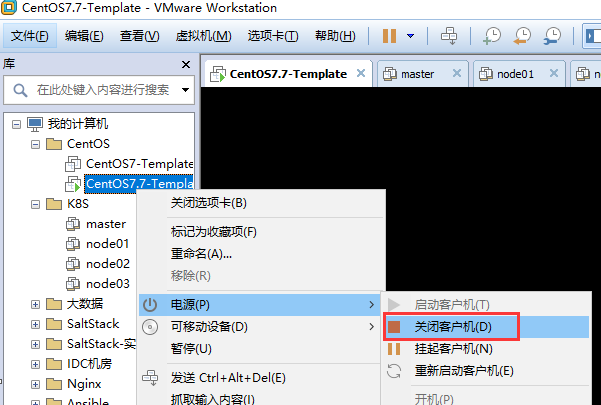 CentOS7.7-Template - VMware Workstation
文件(F) 编辑(E) 查看(V) 虚拟机(M) 选项卡(T) 帮助(H)
库
在此处键入内容进行搜索
CentOS7.7-Template master node01 n
我的计算机
CentOS
CentOS7-Template
CentOS7.7-Templa
K8S
master
node01
node02
node03
大数据
SaltStack
SaltStack-实
IDC机房
Nginx
Ansible
关闭选项卡(B)
标记为收藏项(F)
重命名(A)...
移除(R)
电源(P)
可移动设备(D)
暂停(U)
发送 Ctrl+Alt+Del(E)
抓取输入内容(I)
启动客户机(T)
关闭客户机(D)
挂起客户机(N)
重新启动客户机(E)
开机(P)